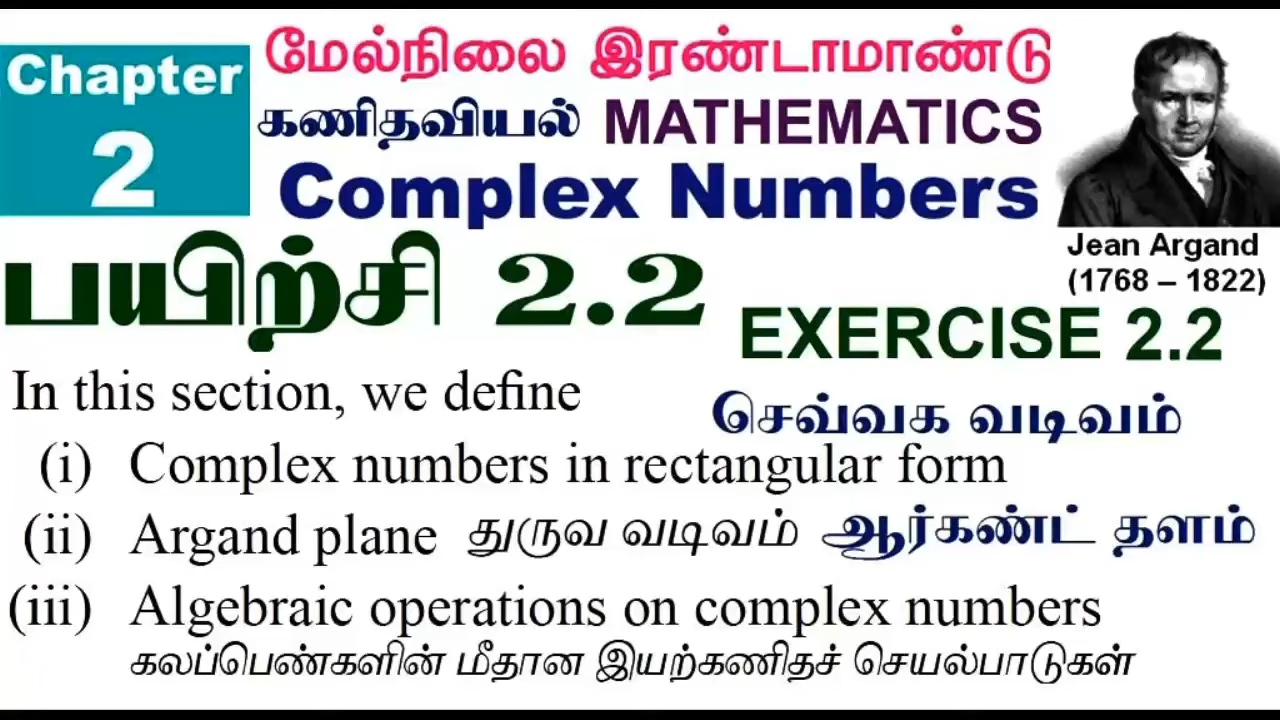 Chapter
2
மேல்நிலை இரண்டாமாண்டு
கணிதவியல் MATHEMATICS
Complex Numbers
Jean Argand
(1768 – 1822)
பயிற்சி 2.2
EXERCISE 2.2
In this section, we define
செவ்வக வடிவம்
(i) Complex numbers in rectangular form
(ii) Argand plane துருவ வடிவம் ஆர்கண்ட் தளம்
(iii) Algebraic operations on complex numbers
கலப்பெண்களின் மீதான இயற்கணிதச் செயல்பாடுகள்